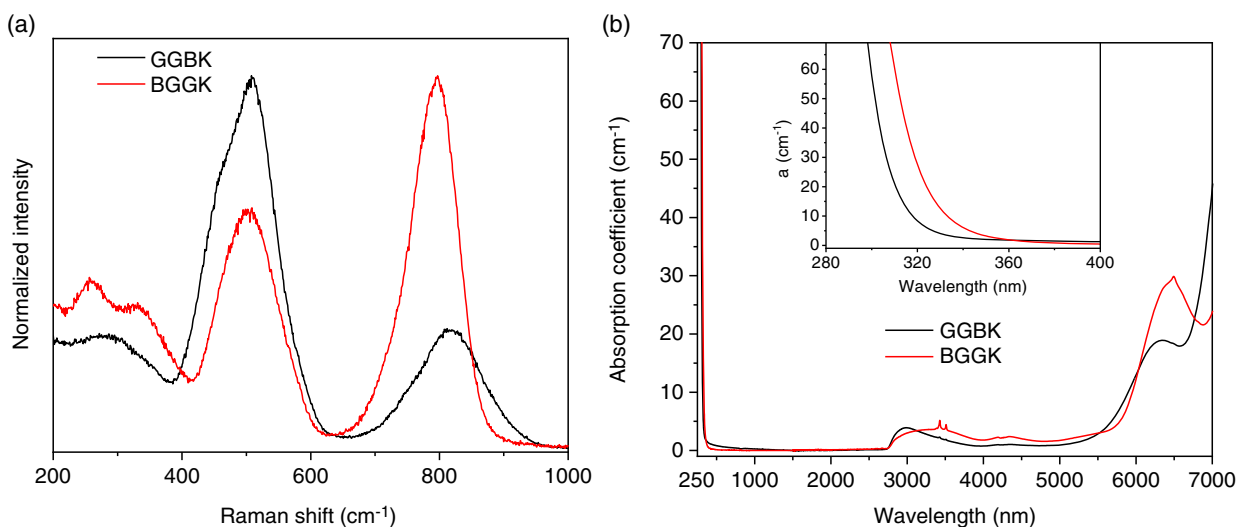 (a)
GGBK
BGGK
Normalized intensity
200 400 600 800 1000
Raman shift (cm-1)
(b)
70
60
50
40
30
20
10
0
Absorption coefficient (cm-1)
60
50
40
30
20
10
0
a (cm-1)
280 320 360 400
Wavelength (nm)
GGBK
BGGK
250 1000 2000 3000 4000 5000 6000 7000
Wavelength (nm)